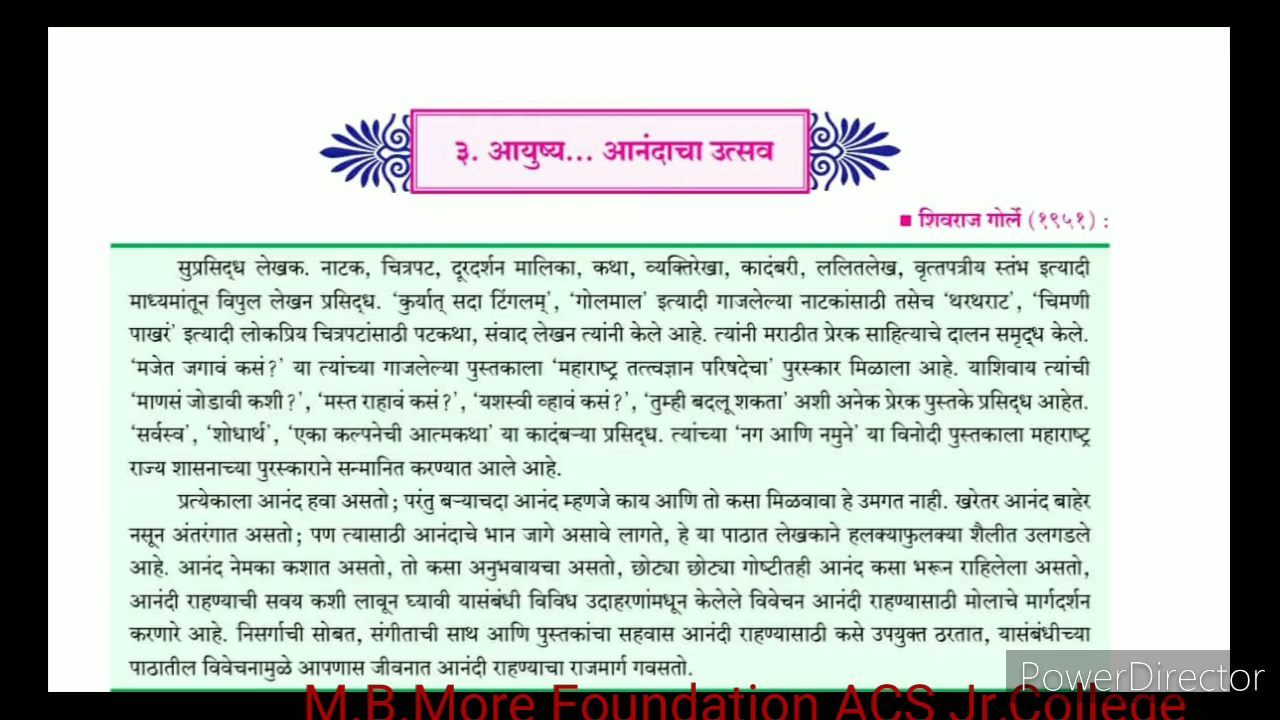 ३. आयुष्य... आनंदाचा उत्सव
■ शिवराज गोर्ले (१९५१) :
सुप्रसिद्ध लेखक. नाटक, चित्रपट, दूरदर्शन मालिका, कथा, व्यक्तिरेखा, कादंबरी, ललितलेख, वृत्तपत्रीय स्तंभ इत्यादी
माध्यमांतून विपुल लेखन प्रसिद्ध. ‘कुर्यात् सदा टिंगलम्’, ‘गोलमाल’ इत्यादी गाजलेल्या नाटकांसाठी तसेच ‘थरथराट’, ‘चिमणी
पाखरं’ इत्यादी लोकप्रिय चित्रपटांसाठी पटकथा, संवाद लेखन त्यांनी केले आहे. त्यांनी मराठीत प्रेरक साहित्याचे दालन समृद्ध केले.
‘मजेत जगावं कसं?’ या त्यांच्या गाजलेल्या पुस्तकाला ‘महाराष्ट्र तत्त्वज्ञान परिषदेचा’ पुरस्कार मिळाला आहे. याशिवाय त्यांची
‘माणसं जोडावी कशी?’, ‘मस्त राहावं कसं?’, ‘यशस्वी व्हावं कसं?’, ‘तुम्ही बदलू शकता’ अशी अनेक प्रेरक पुस्तके प्रसिद्ध आहेत.
‘सर्वस्व’, ‘शोधार्थ’, ‘एका कल्पनेची आत्मकथा’ या कादंबऱ्या प्रसिद्ध. त्यांच्या ‘नग आणि नमुने’ या विनोदी पुस्तकाला महाराष्ट्र
राज्य शासनाच्या पुरस्काराने सन्मानित करण्यात आले आहे.
प्रत्येकाला आनंद हवा असतो; परंतु बऱ्याचदा आनंद म्हणजे काय आणि तो कसा मिळवावा हे उमगत नाही. खरेतर आनंद बाहेर
नसून अंतरंगात असतो; पण त्यासाठी आनंदाचे भान जागे असावे लागते, हे या पाठात लेखकाने हलक्याफुलक्या शैलीत उलगडले
आहे. आनंद नेमका कशात असतो, तो कसा अनुभवायचा असतो, छोट्या छोट्या गोष्टीतही आनंद कसा भरून राहिलेला असतो,
आनंदी राहण्याची सवय कशी लावून घ्यावी यासंबंधी विविध उदाहरणांमधून केलेले विवेचन आनंदी राहण्यासाठी मोलाचे मार्गदर्शन
करणारे आहे. निसर्गाची सोबत, संगीताची साथ आणि पुस्तकांचा सहवास आनंदी राहण्यासाठी कसे उपयुक्त ठरतात, यासंबंधीच्या
पाठातील विवेचनामुळे आपणास जीवनात आनंदी राहण्याचा राजमार्ग गवसतो.
PowerDirector
M.B.More Foundation ACS Jr.College